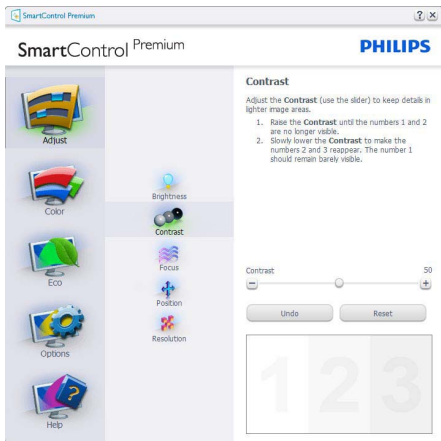 SmartControl Premium
SmartControl Premium
PHILIPS
Adjust
Color
Eco
Options
Help
Brightness
Contrast
Focus
Position
Resolution
Contrast
Adjust the Contrast (use the slider) to keep details in
lighter image areas.
1. Raise the Contrast until the numbers 1 and 2
are no longer visible.
2. Slowly lower the Contrast to make the
numbers 2 and 3 reappear. The number 1
should remain barely visible.
Contrast 50
Undo Reset
1 2 3